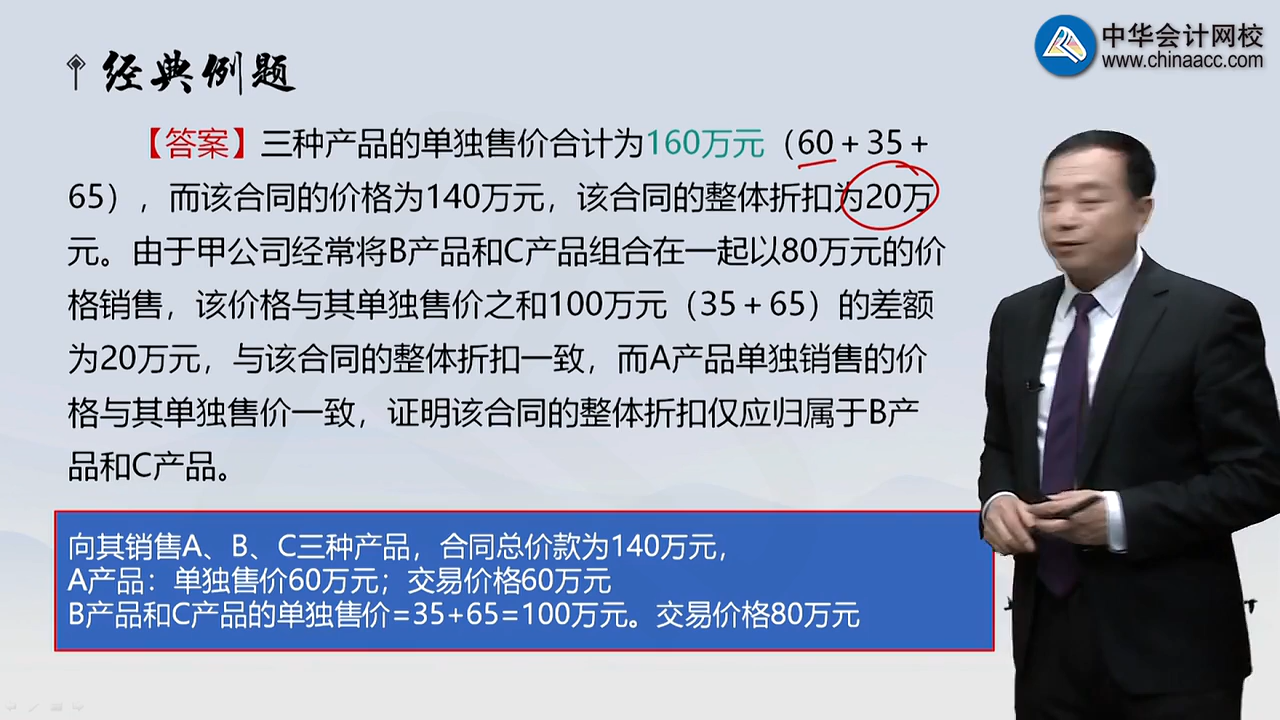 中华会计网校
www.chinaacc.com
经典例题
【答案】三种产品的单独售价合计为160万元（60＋35＋
65），而该合同的价格为140万元，该合同的整体折扣为20万
元。由于甲公司经常将B产品和C产品组合在一起以80万元的价
格销售，该价格与其单独售价之和100万元（35＋65）的差额
为20万元，与该合同的整体折扣一致，而A产品单独销售的价
格与其单独售价一致，证明该合同的整体折扣仅应归属于B产
品和C产品。
向其销售A、B、C三种产品，合同总价款为140万元，
A产品：单独售价60万元；交易价格60万元
B产品和C产品的单独售价=35+65=100万元。交易价格80万元